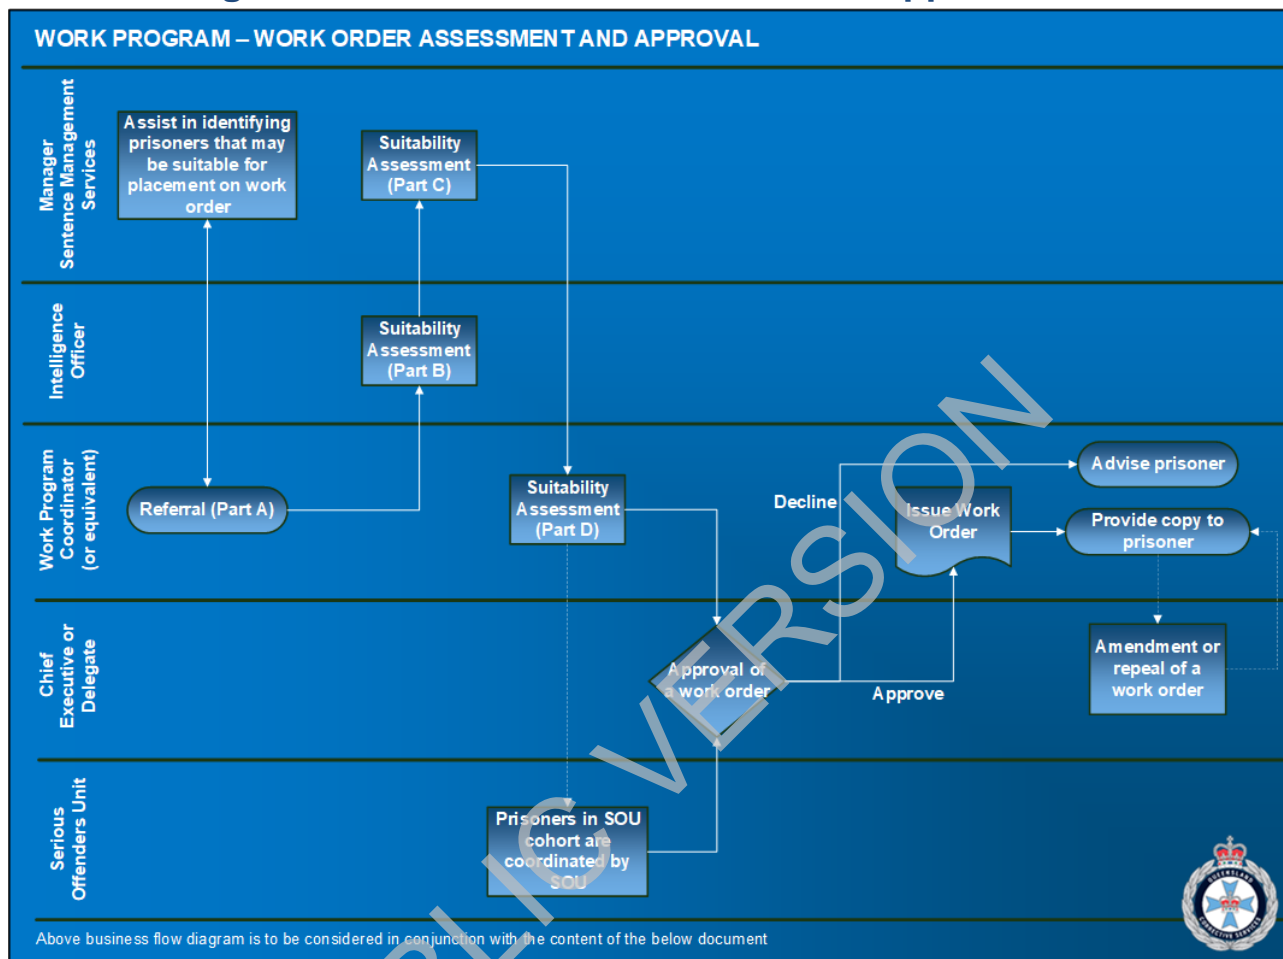 WORK PROGRAM – WORK ORDER ASSESSMENT AND APPROVAL
Manager
Sentence Management
Services
Assist in identifying
prisoners that may
be suitable for
placement on work
order
Suitability
Assessment
(Part C)
Intelligence
Officer
Suitability
Assessment
(Part B)
Work Program
Coordinator
(or equivalent)
Referral (Part A)
Suitability
Assessment
(Part D)
Decline
Issue Work
Order
Advise prisoner
Provide copy to
prisoner
Chief
Executive or
Delegate
Approval of
a work order
Approve
Amendment or
repeal of a
work order
Serious
Offenders Unit
Prisoners in SOU
cohort are
coordinated by
SOU
QUEENSLAND
CORRECTIVE SERVICES
Above business flow diagram is to be considered in conjunction with the content of the below document
VERSION